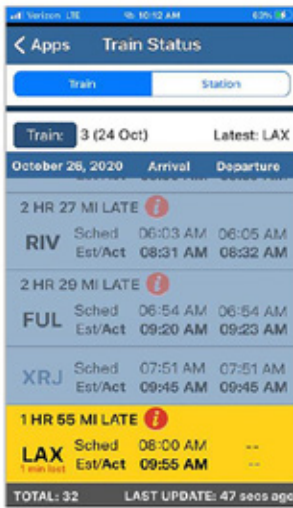 Verizon LTE 10:12 AM 60%
Apps Train Status
Train Station
Train: 3 (24 Oct) Latest: LAX
October 26, 2020 Arrival Departure
2 HR 27 MI LATE i
RIV Sched 06:03 AM 06:05 AM
Est/Act 08:31 AM 08:32 AM
2 HR 29 MI LATE i
FUL Sched 06:54 AM 06:54 AM
Est/Act 09:20 AM 09:23 AM
XRJ Sched 07:51 AM 07:51 AM
Est/Act 09:45 AM 09:45 AM
1 HR 55 MI LATE i
LAX Sched 08:00 AM --
1 min last Est/Act 09:55 AM --
TOTAL: 32 LAST UPDATE: 47 secs ago